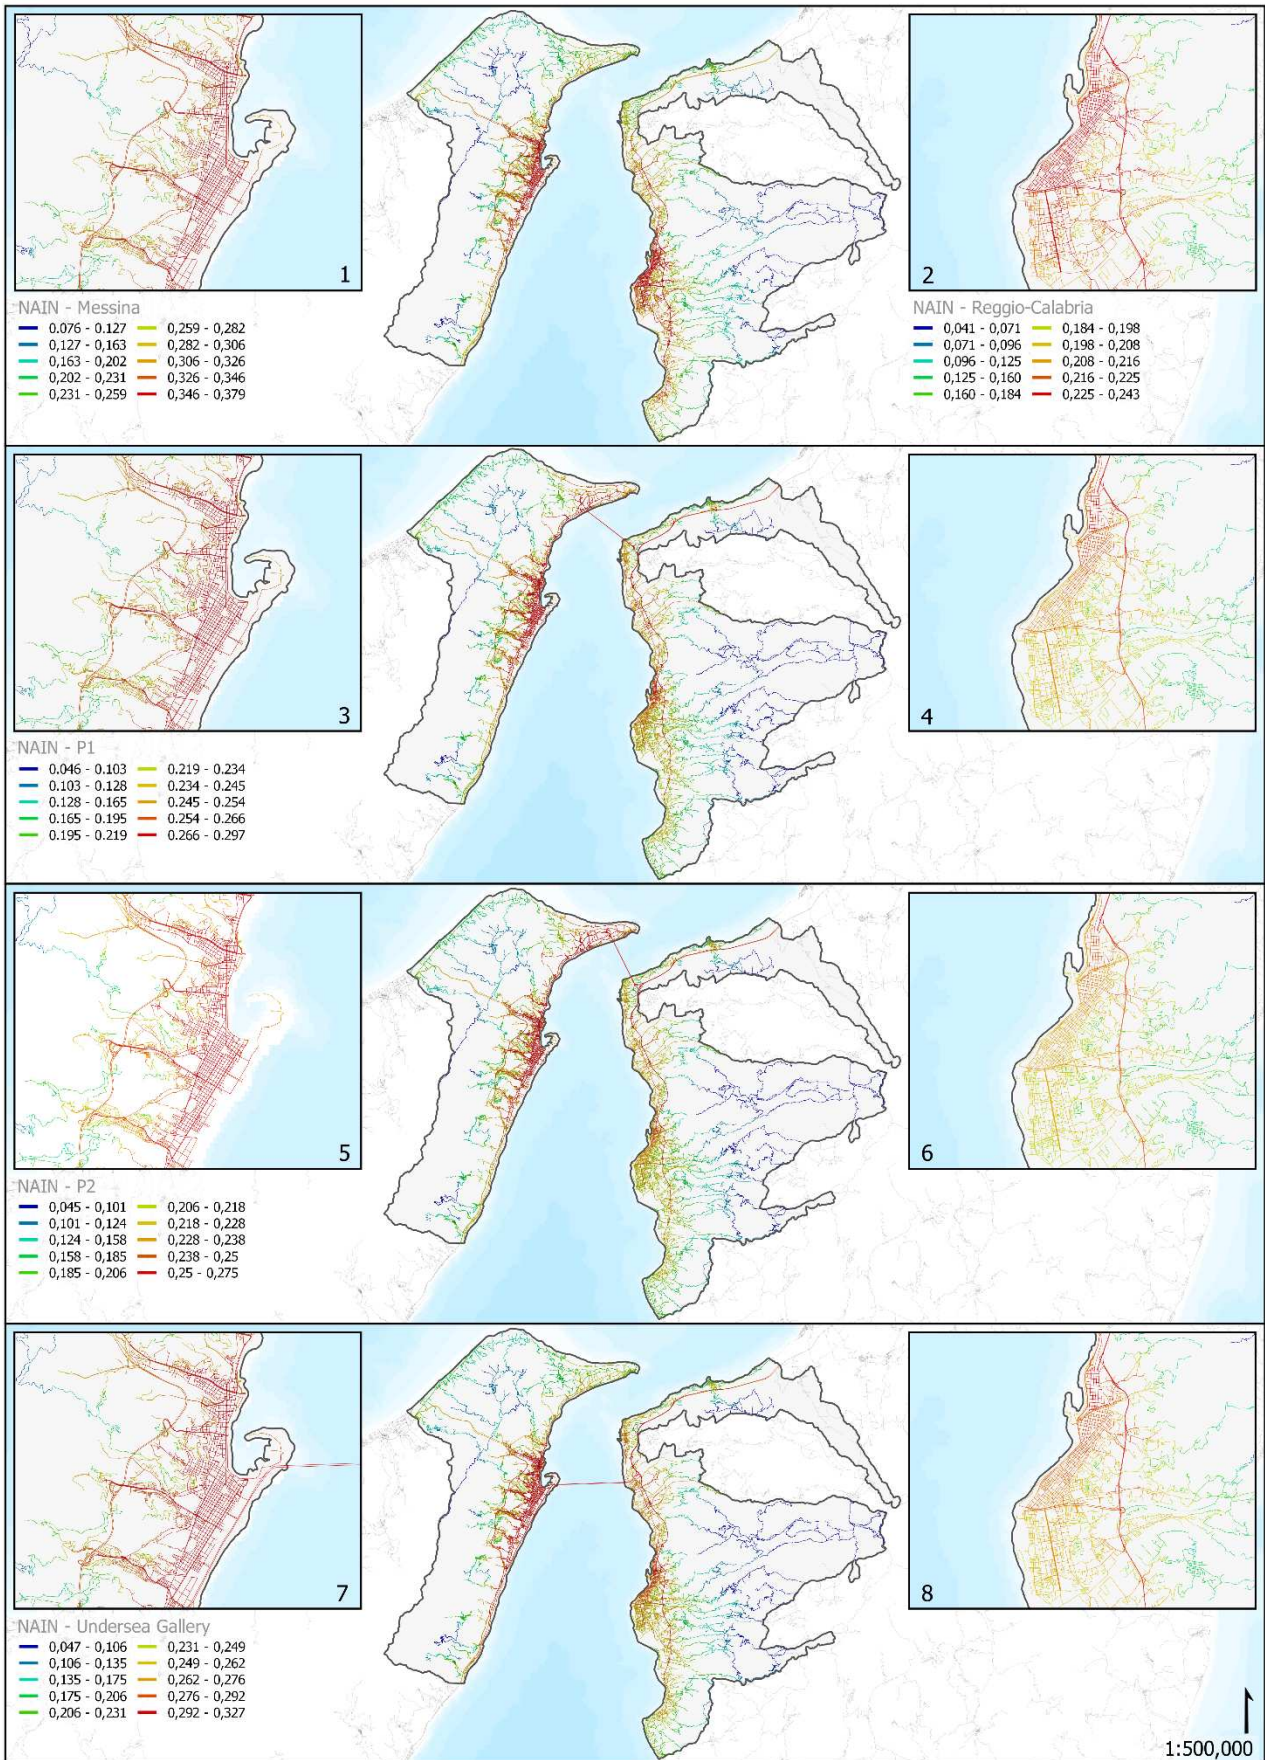 1
2
NAIN - Messina
0.076 - 0.127 0,259 - 0,282
0,127 - 0,163 0,282 - 0,306
0,163 - 0,202 0,306 - 0,326
0,202 - 0,231 0,326 - 0,346
0,231 - 0,259 0,346 - 0,379
NAIN - Reggio-Calabria
0,041 - 0,071 0,184 - 0,198
0,071 - 0,096 0,198 - 0,208
0,096 - 0,125 0,208 - 0,216
0,125 - 0,160 0,216 - 0,225
0,160 - 0,184 0,225 - 0,243
3
4
NAIN - P1
0.046 - 0.103 0.219 - 0.234
0.103 - 0.128 0.234 - 0.245
0.128 - 0.165 0.245 - 0.254
0.165 - 0.195 0.254 - 0.266
0.195 - 0.219 0.266 - 0.297
5
6
NAIN - P2
0,045 - 0,101 0,206 - 0,218
0,101 - 0,124 0,218 - 0,228
0,124 - 0,158 0,228 - 0,238
0,158 - 0,185 0,238 - 0,25
0,185 - 0,206 0,25 - 0,275
7
8
NAIN - Undersea Gallery
0,047 - 0,106 0,231 - 0,249
0,106 - 0,135 0,249 - 0,262
0,135 - 0,175 0,262 - 0,276
0,175 - 0,206 0,276 - 0,292
0,206 - 0,231 0,292 - 0,327
1:500,000